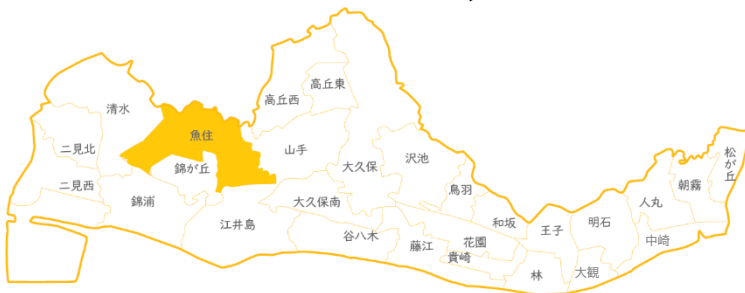 高丘東
高丘西
清水
魚住
二見北
山手
沢池
松が丘
大久保
錦が丘
朝霧
二見西
鳥羽
錦浦
大久保南
人丸
江井島
和坂
王子
明石
谷八木
藤江
花園
中崎
貴崎
林
大観